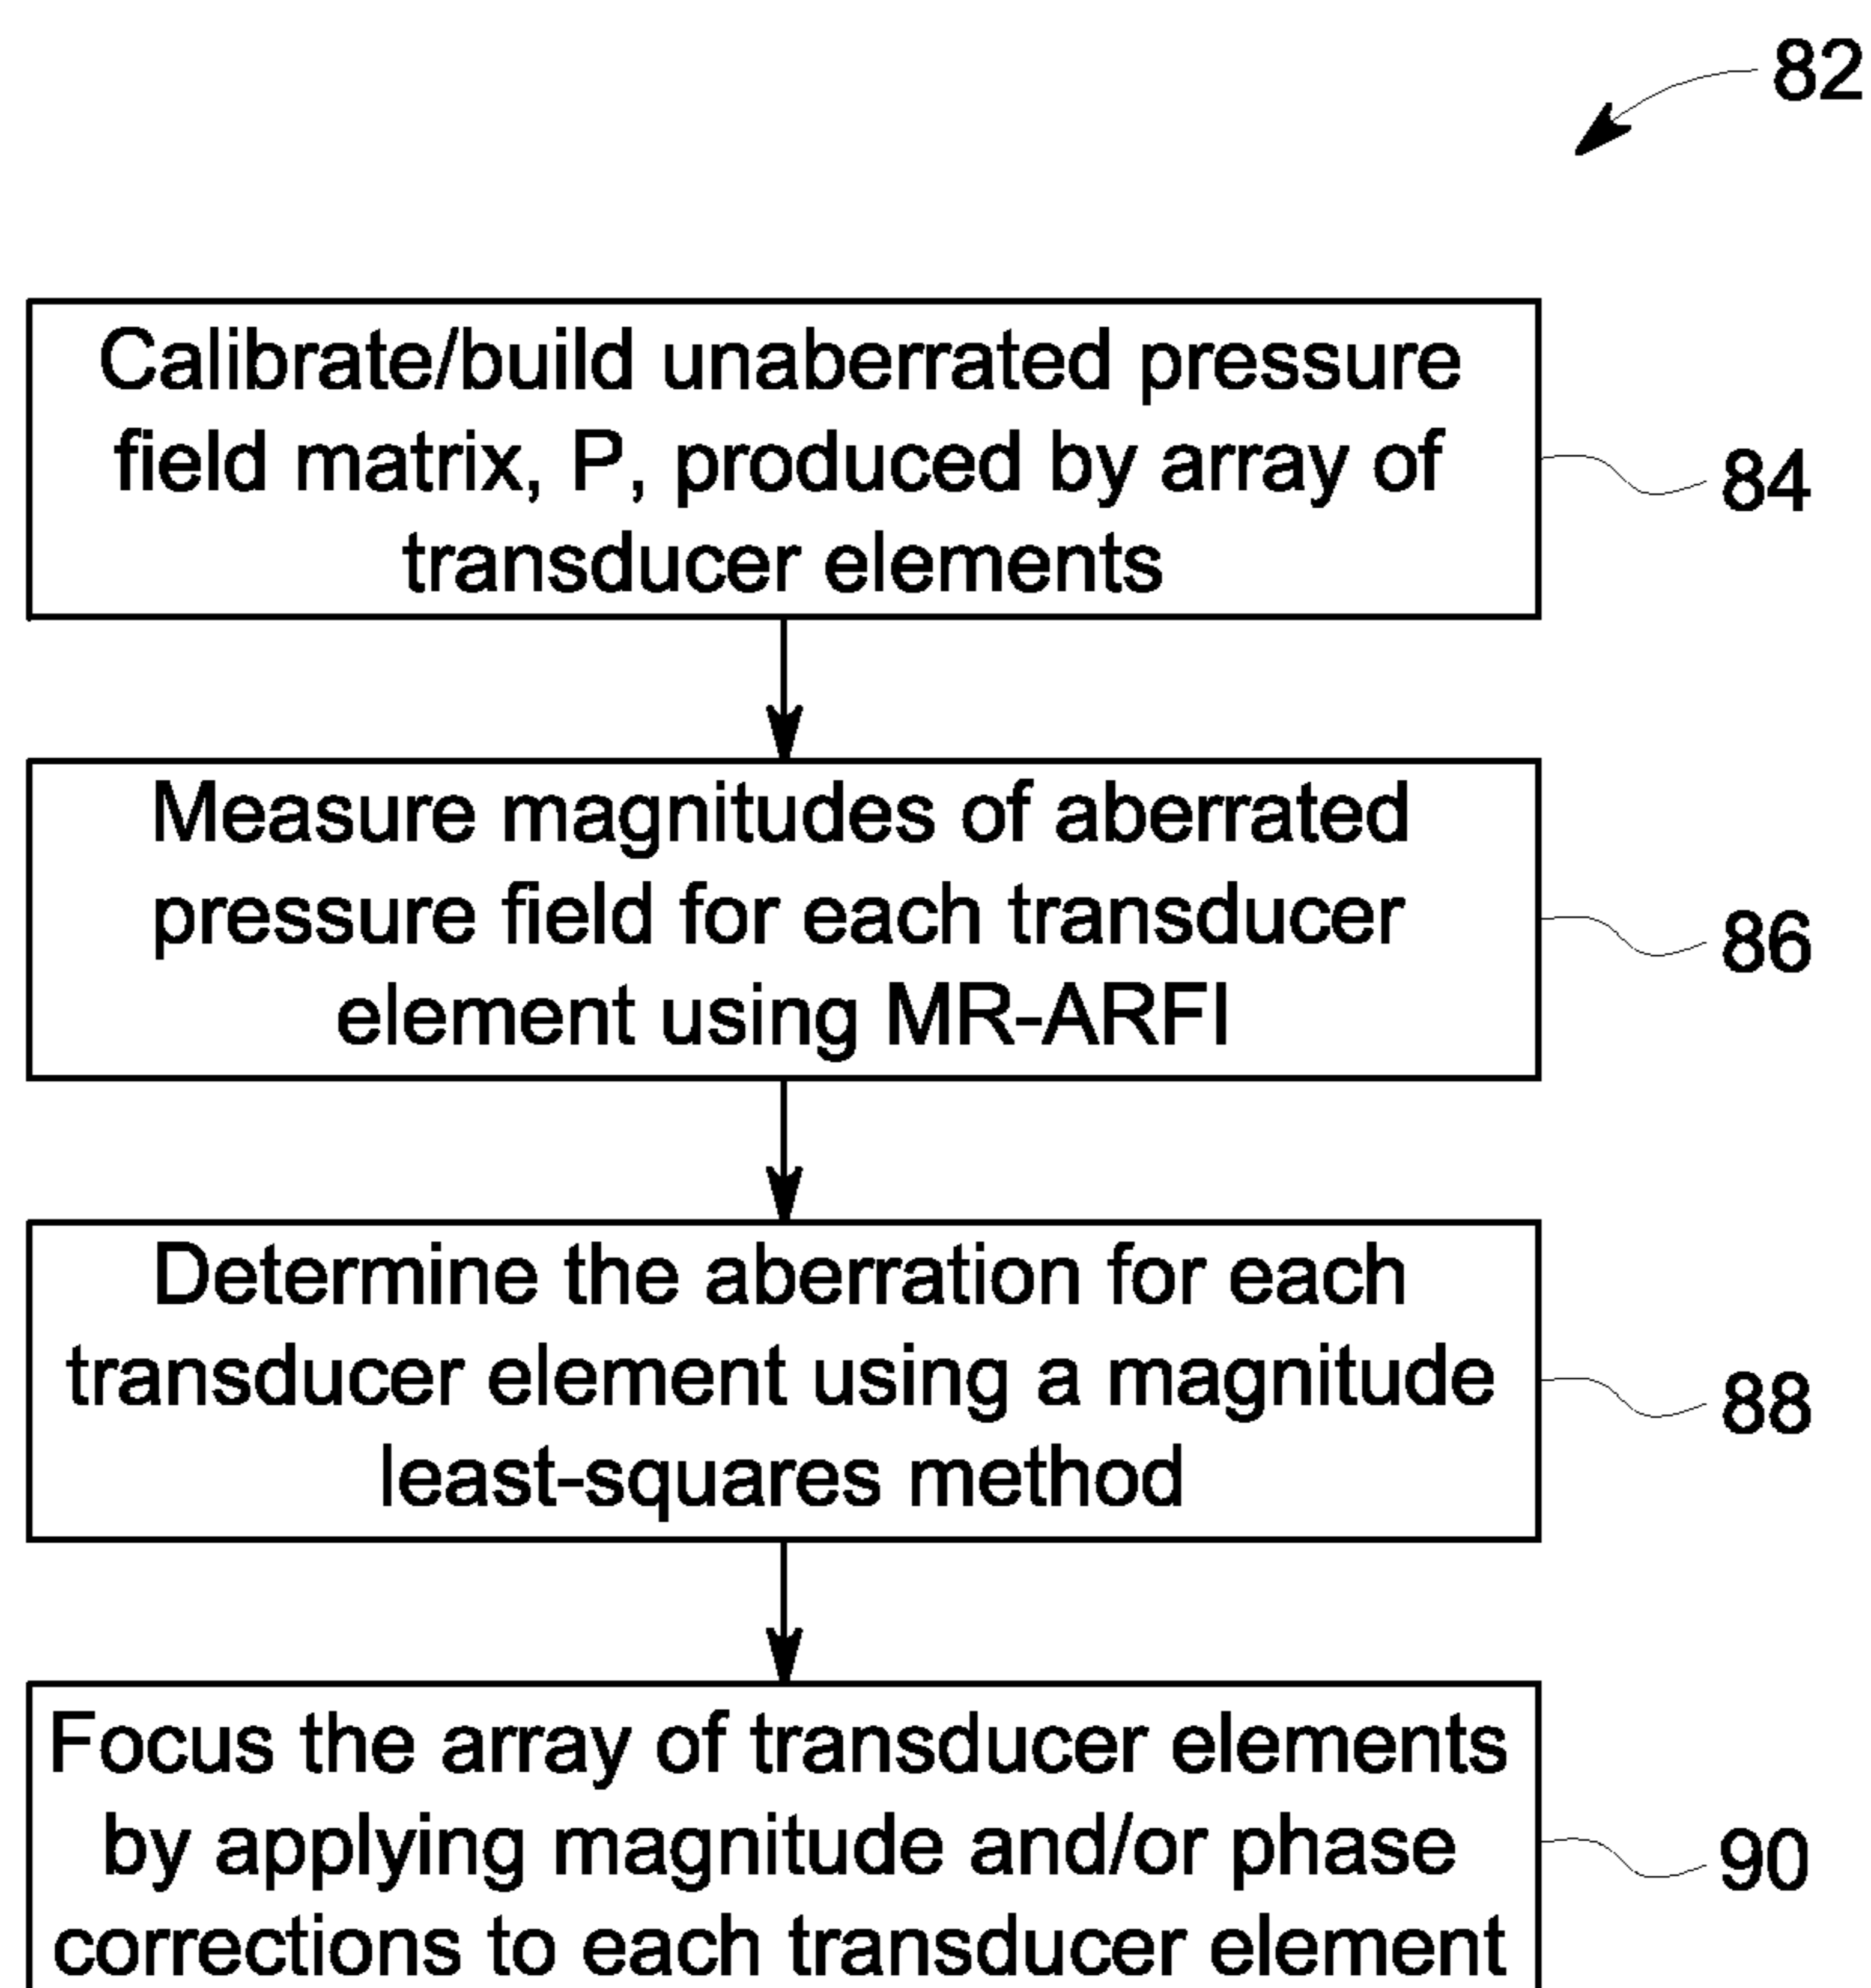 82
Calibrate/build unaberrated pressure
field matrix, P, produced by array of
transducer elements
84
Measure magnitudes of aberrated
pressure field for each transducer
element using MR-ARFI
86
Determine the aberration for each
transducer element using a magnitude
least-squares method
88
Focus the array of transducer elements
by applying magnitude and/or phase
corrections to each transducer element
90